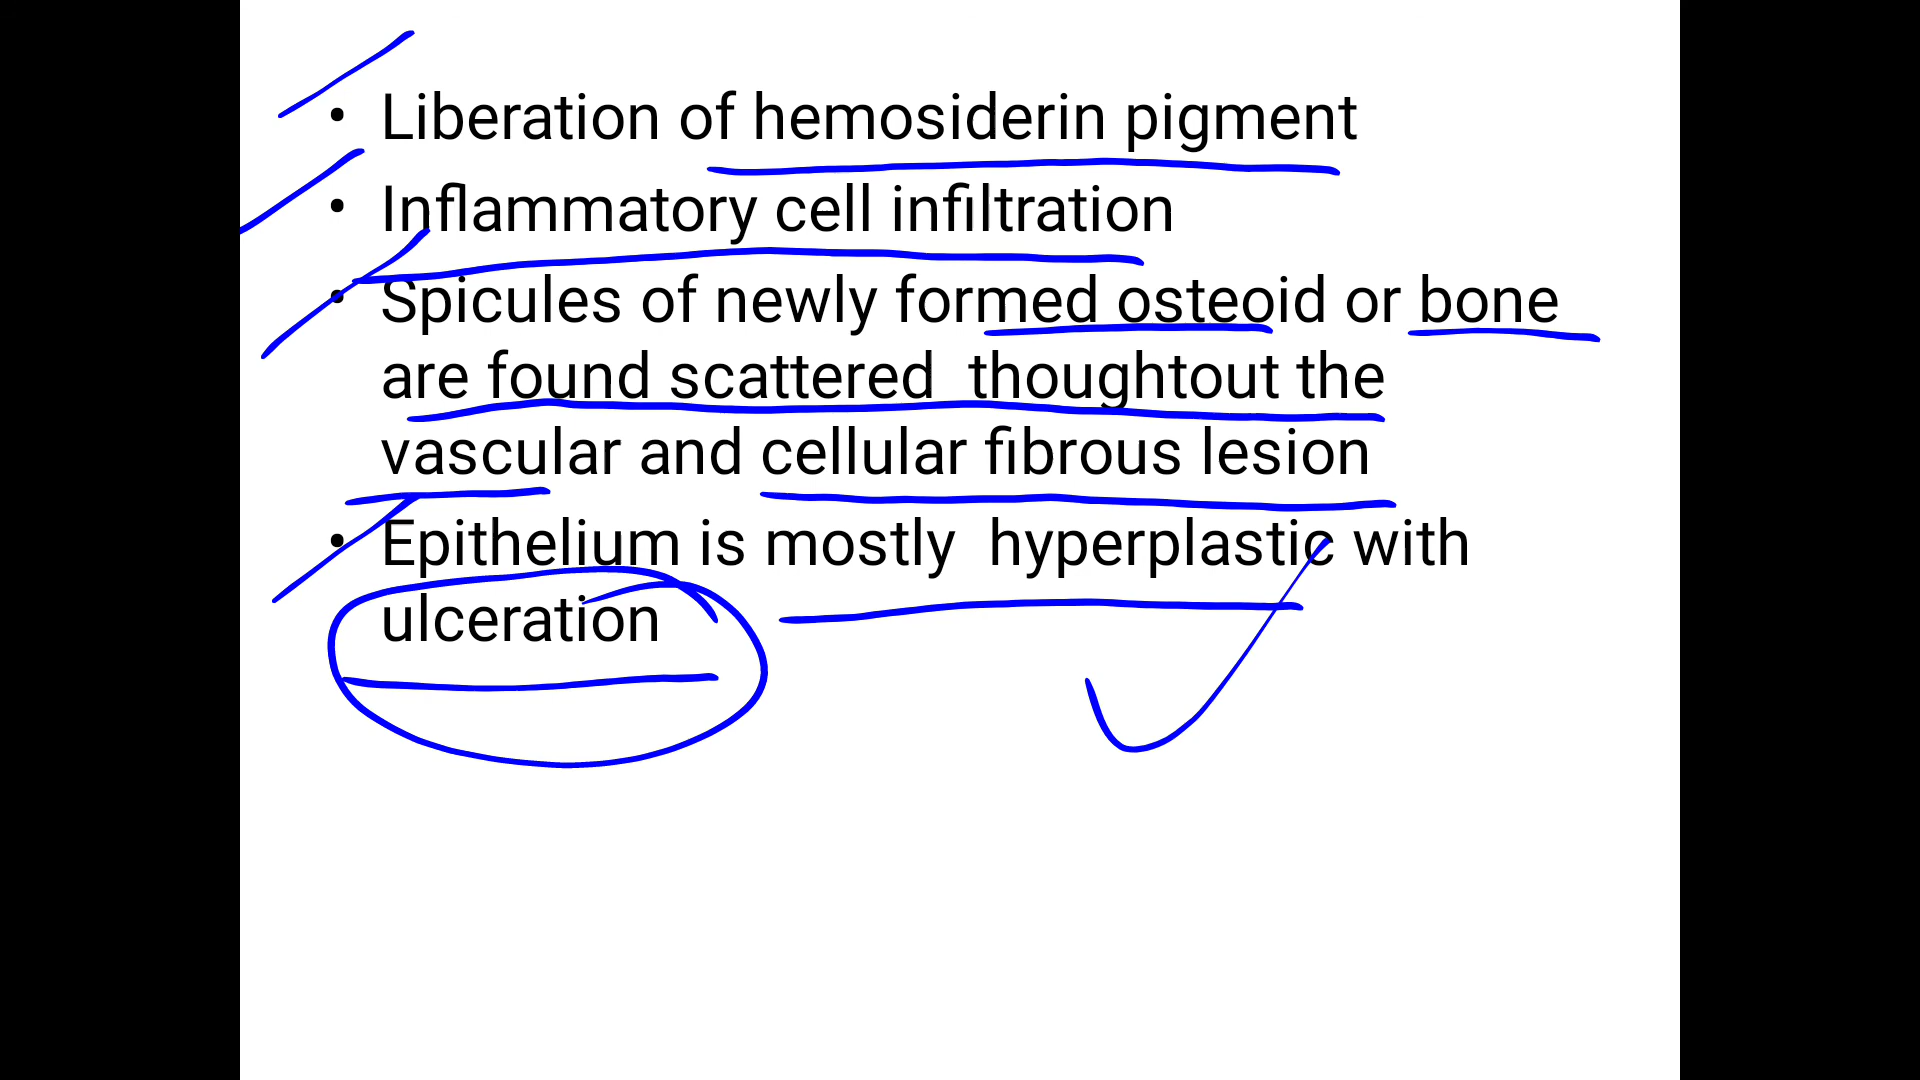 • Liberation of hemosiderin pigment
• Inflammatory cell infiltration
• Spicules of newly formed osteoid or bone
are found scattered thoughtout the
vascular and cellular fibrous lesion
• Epithelium is mostly hyperplastic with
ulceration